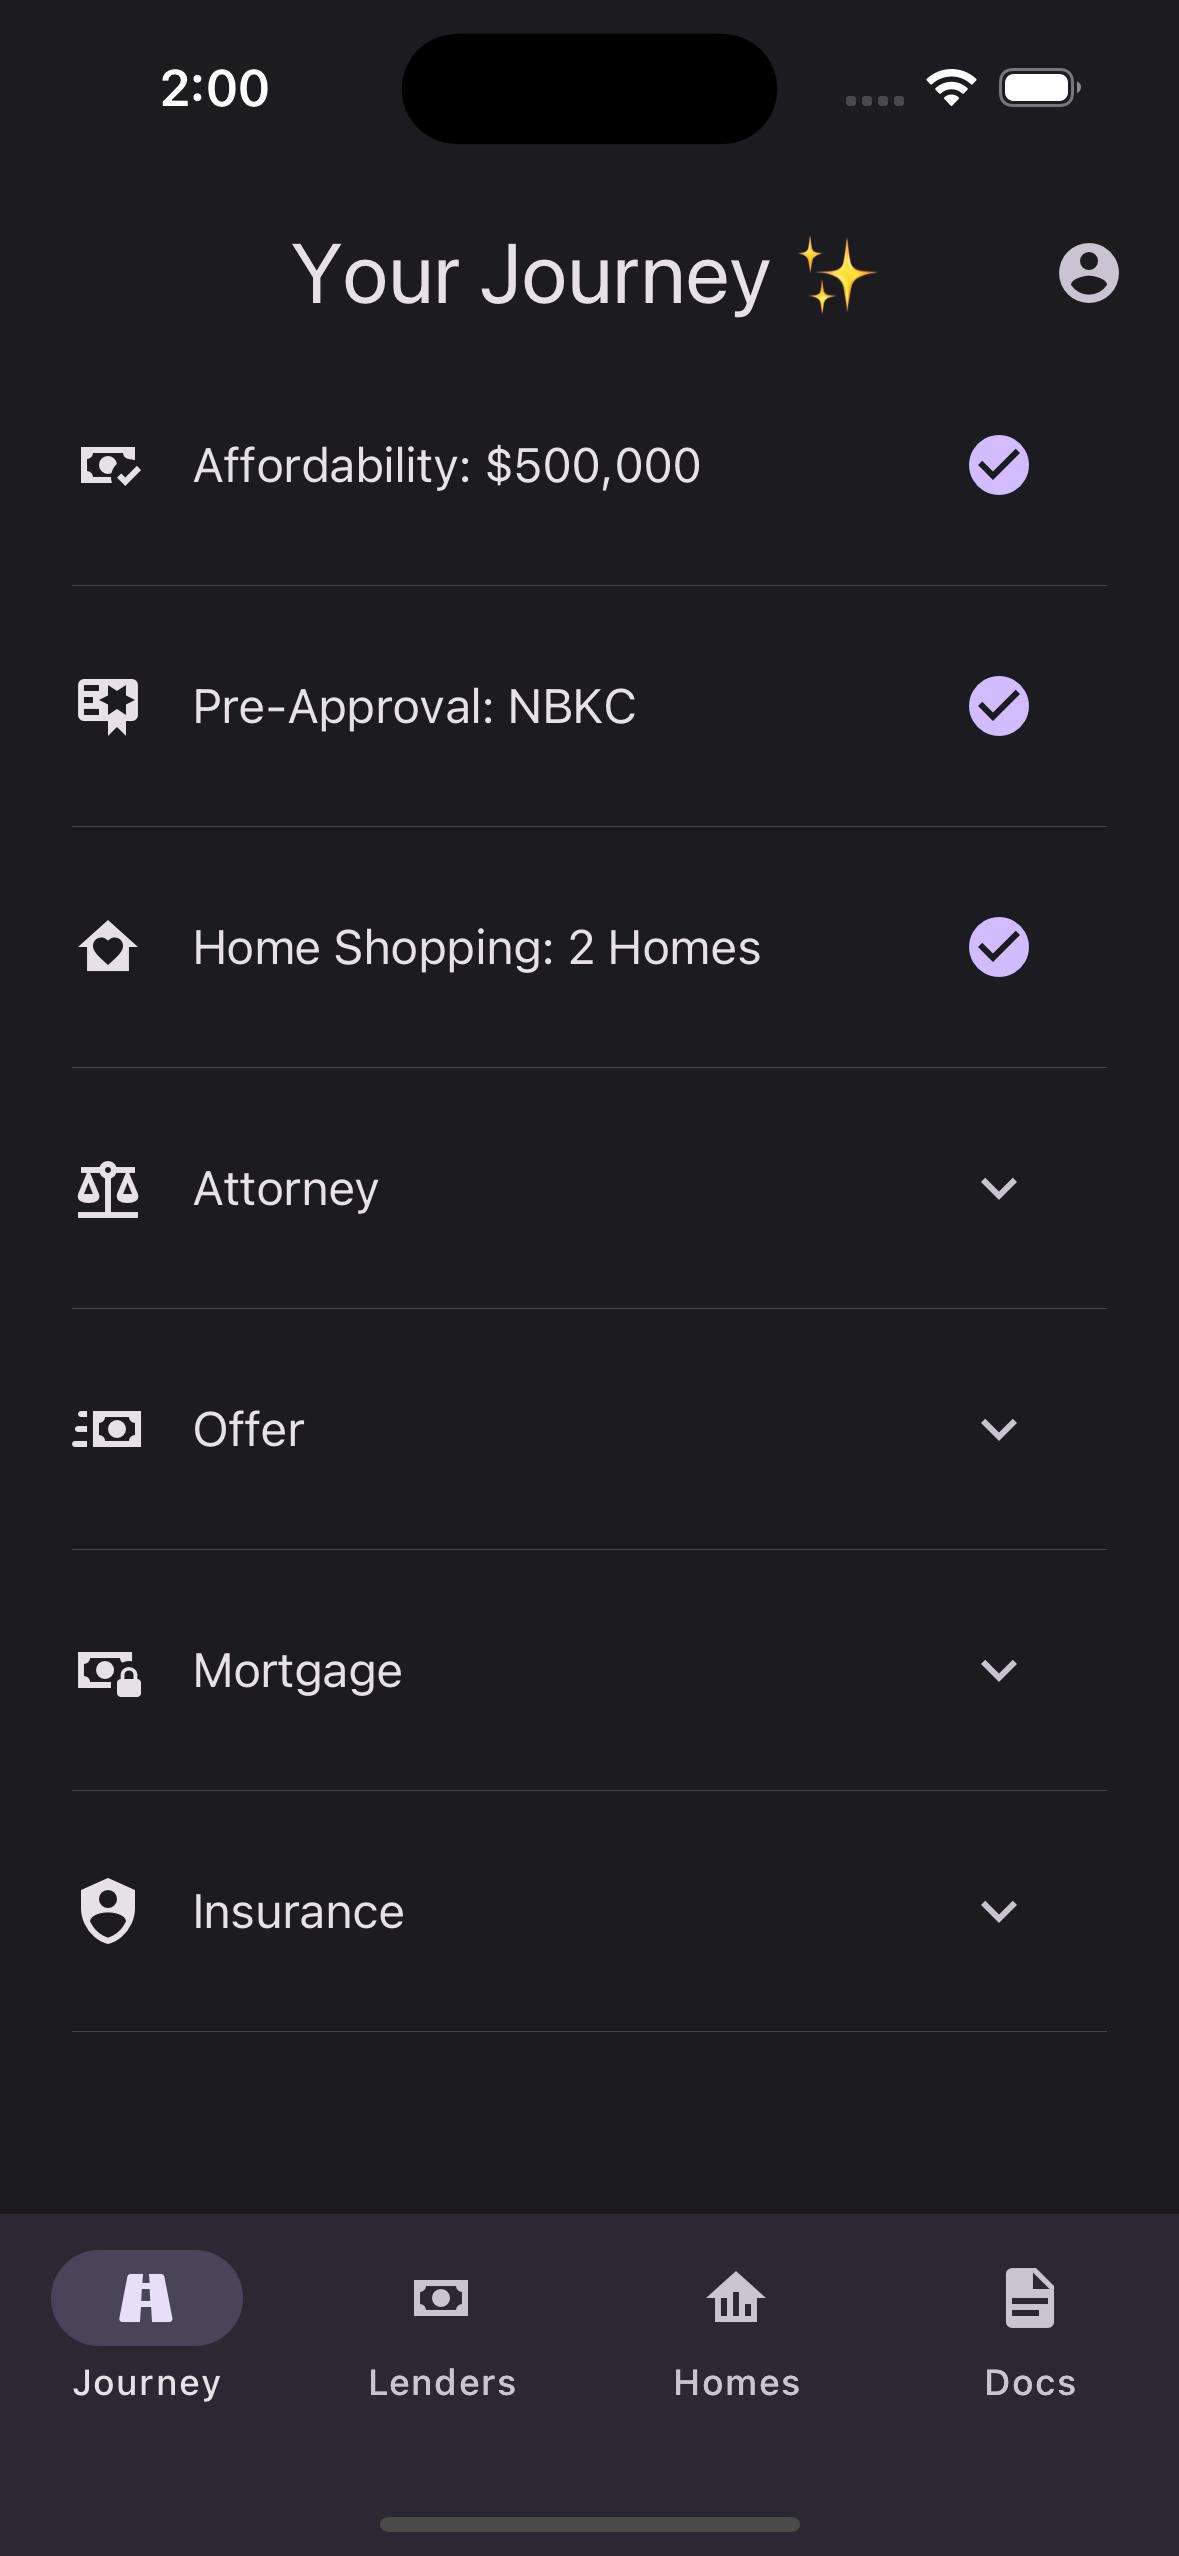 2:00
Your Journey ✨
Affordability: $500,000
Pre-Approval: NBKC
Home Shopping: 2 Homes
Attorney
Offer
Mortgage
Insurance
Journey
Lenders
Homes
Docs